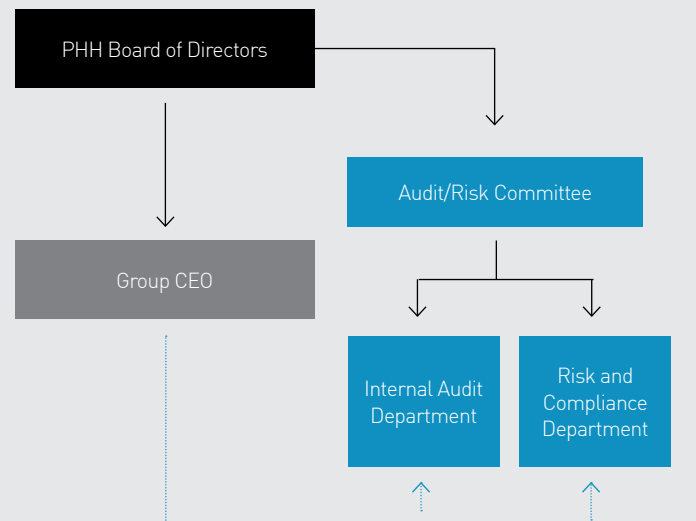 PHH Board of Directors
Audit/Risk Committee
Group CEO
Internal Audit
Department
Risk and
Compliance
Department